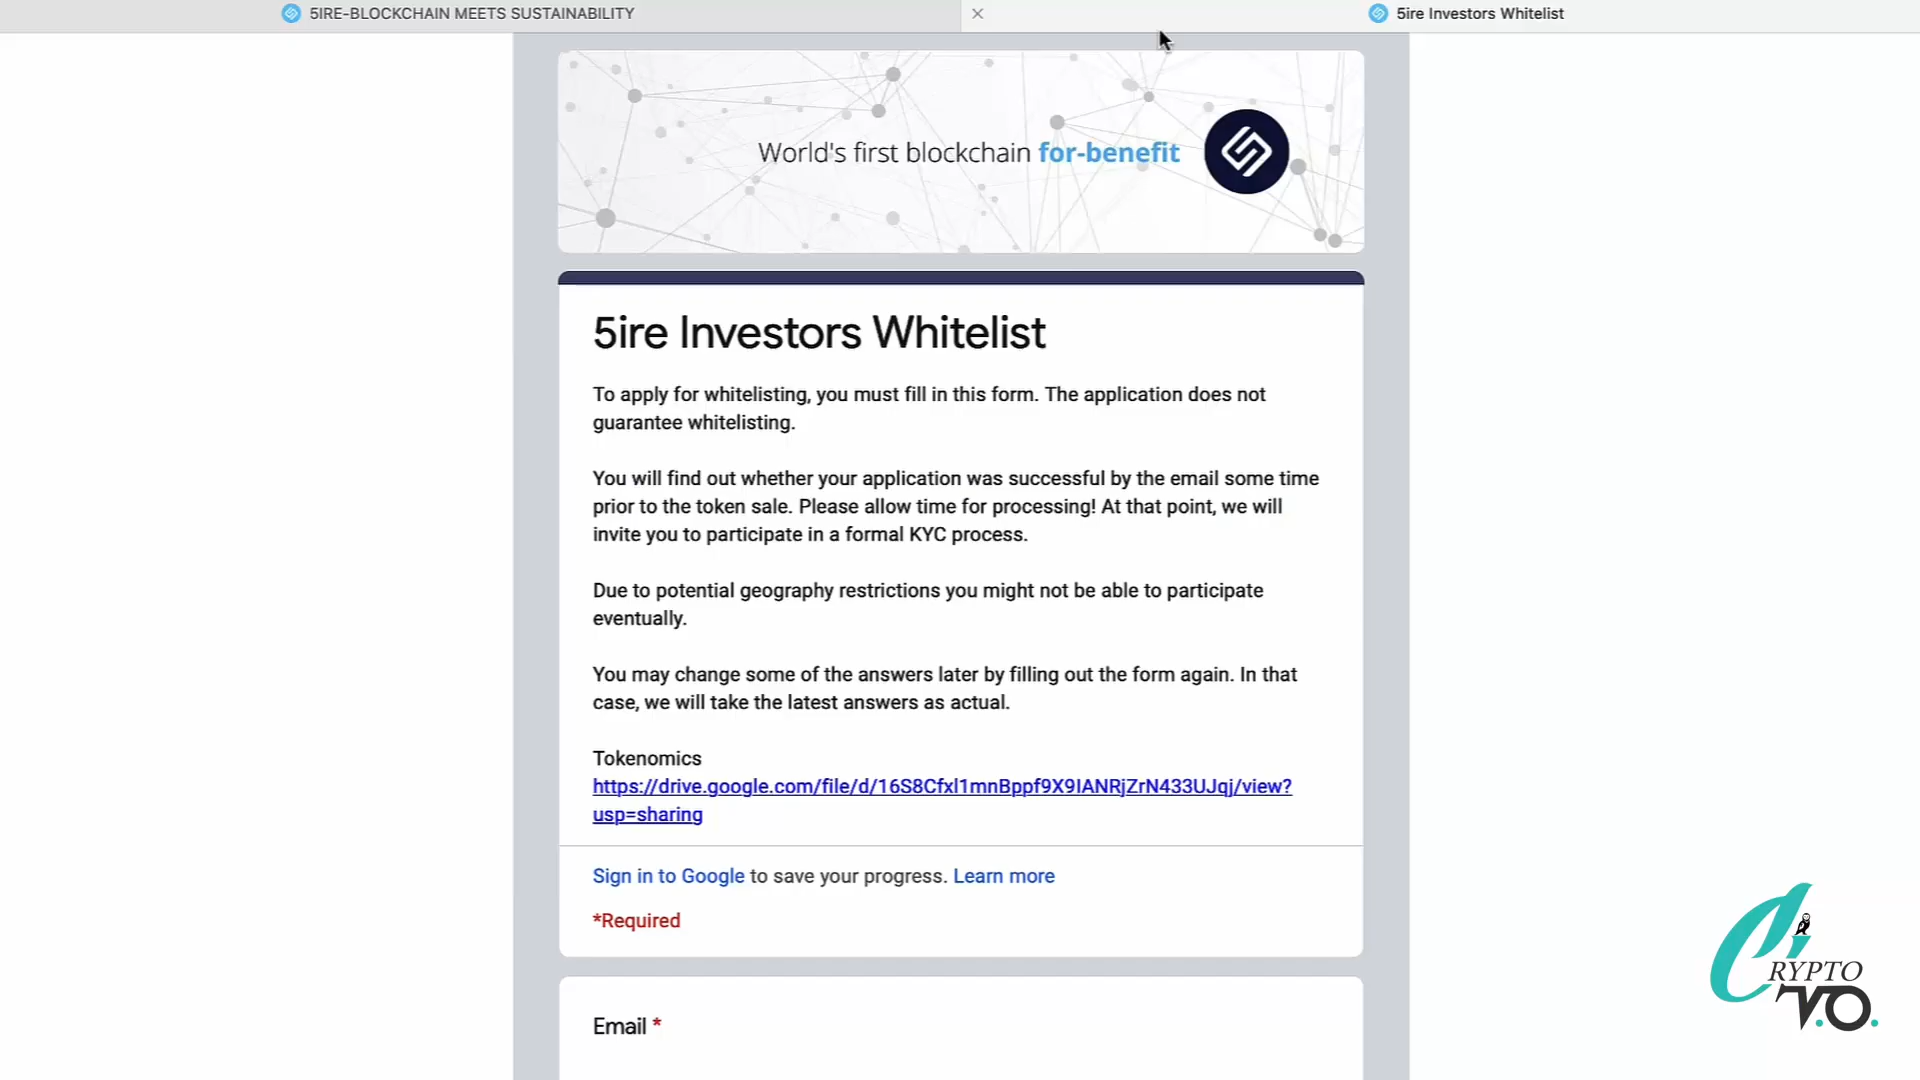 5IRE-BLOCKCHAIN MEETS SUSTAINABILITY
5ire Investors Whitelist
World's first blockchain for-benefit
5ire Investors Whitelist
To apply for whitelisting, you must fill in this form. The application does not
guarantee whitelisting.
You will find out whether your application was successful by the email some time
prior to the token sale. Please allow time for processing! At that point, we will
invite you to participate in a formal KYC process.
Due to potential geography restrictions you might not be able to participate
eventually.
You may change some of the answers later by filling out the form again. In that
case, we will take the latest answers as actual.
Tokenomics
https://drive.google.com/file/d/16S8Cfxl1mnBppf9X9IANRjZrN433UJqj/view?
usp=sharing
Sign in to Google to save your progress. Learn more
*Required
Email *
CRYPTO
V.O.